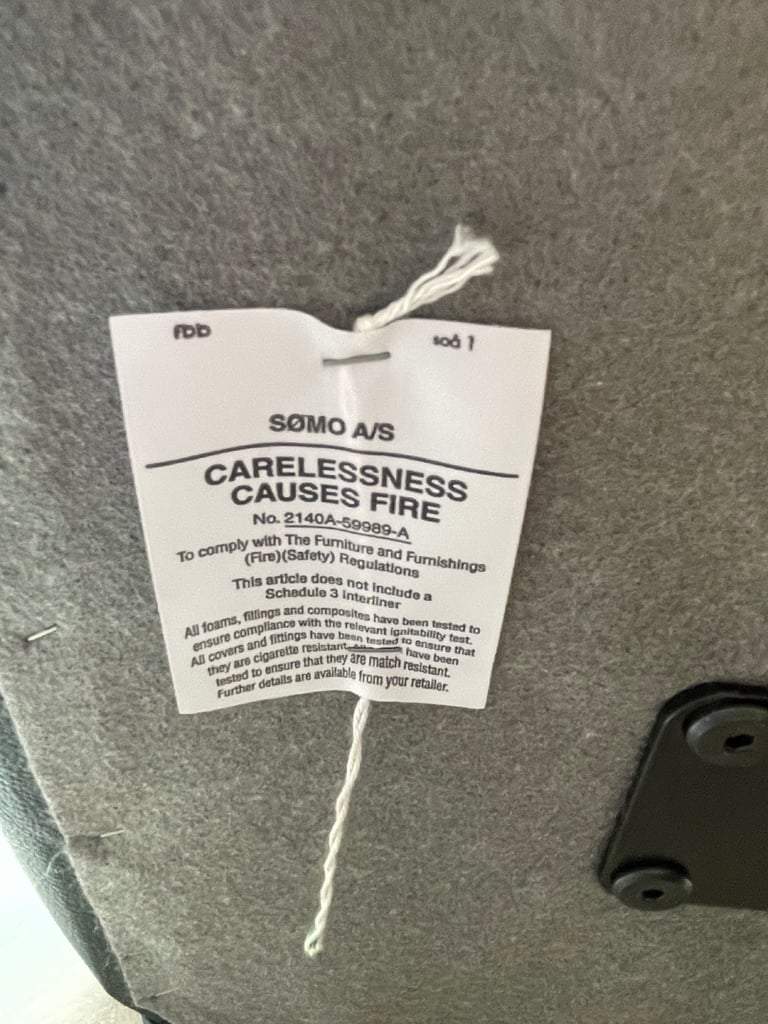 SØMO A/S
CARELESSNESS
CAUSES FIRE
No. 2140A-59989-A
To comply with The Furniture and Furnishings
(Fire)(Safety) Regulations
This article does not include a
Schedule 3 interliner
All foams, fillings and composites have been tested to
ensure compliance with the relevant ignitability test.
All covers and fittings have been tested to ensure that
they are cigarette resistant. have been
tested to ensure that they are match resistant.
Further details are available from your retailer.